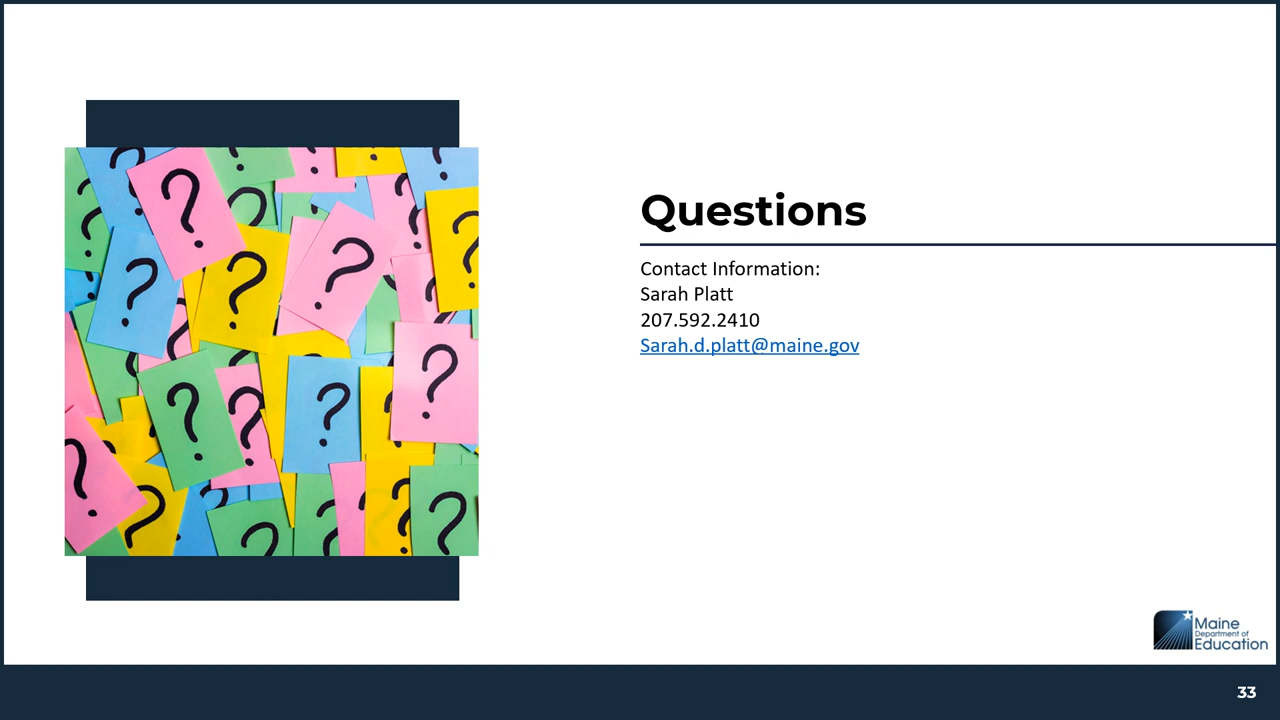 Questions
Contact Information:
Sarah Platt
207.592.2410
Sarah.d.platt@maine.gov
Maine
Department of
Education
33